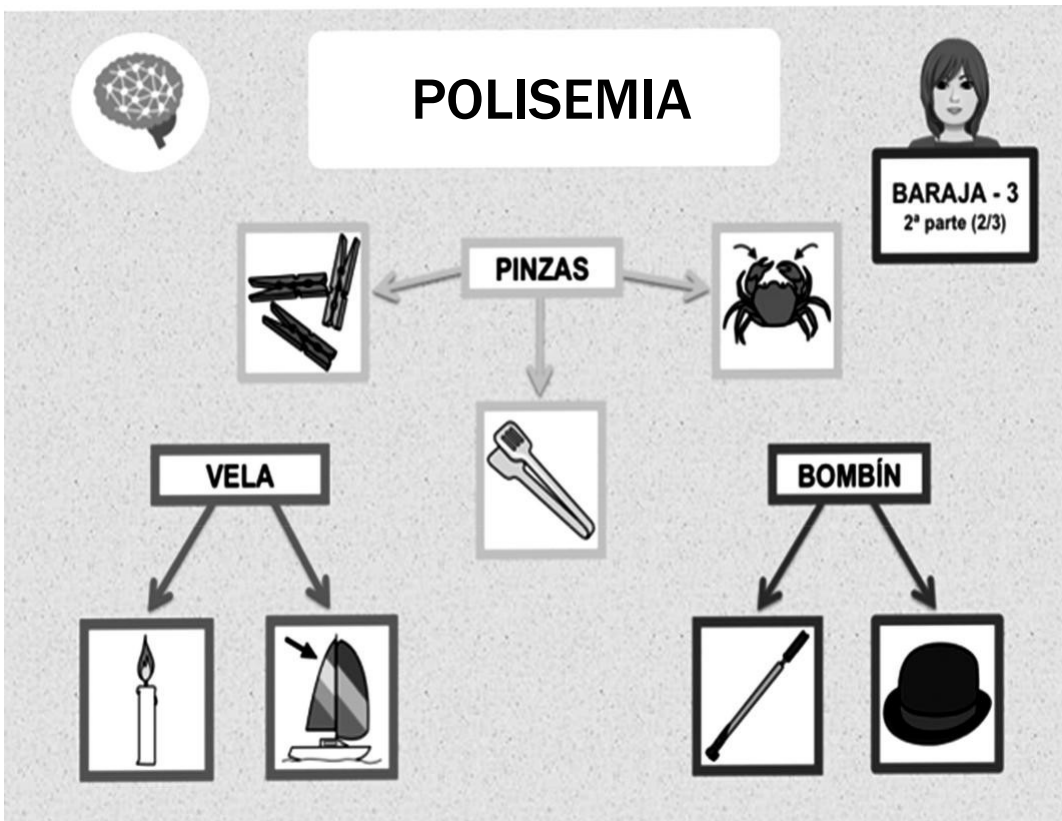 POLISEMIA
BARAJA - 3
2ª parte (2/3)
PINZAS
VELA
BOMBÍN